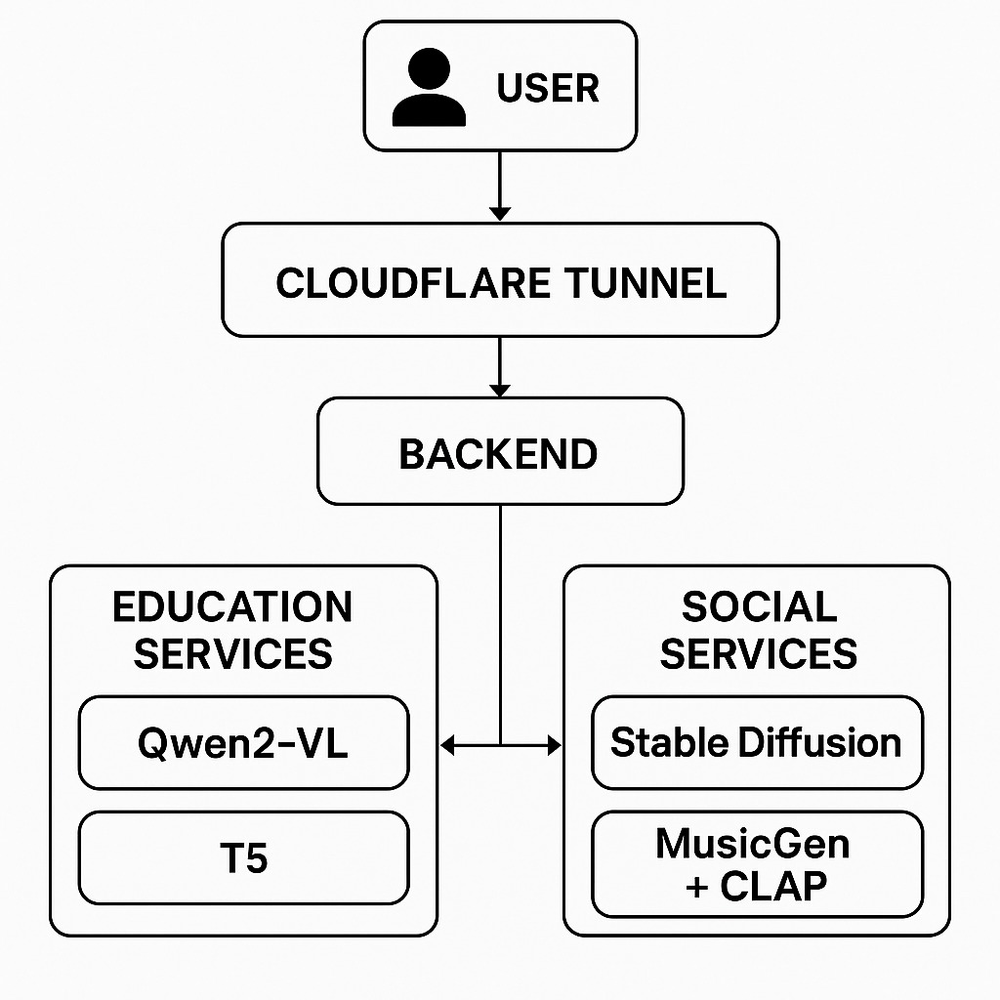 USER
CLOUDFLARE TUNNEL
BACKEND
EDUCATION
SERVICES
Qwen2-VL
T5
SOCIAL
SERVICES
Stable Diffusion
MusicGen
+ CLAP